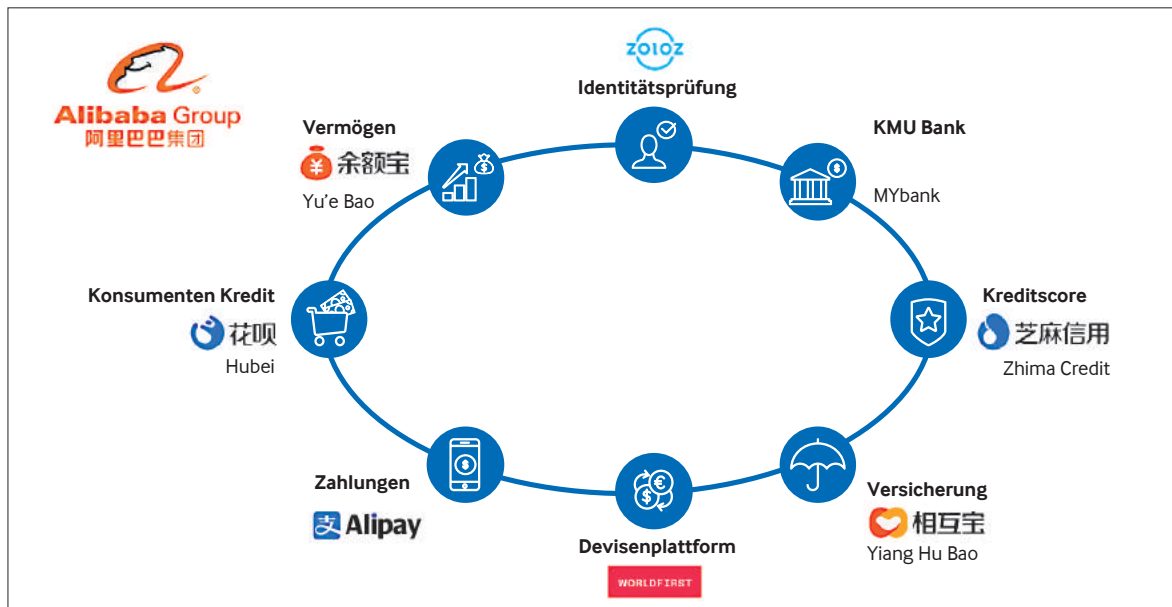 Alibaba Group
阿里巴巴集团
ZOLOZ
Identitätsprüfung
KMU Bank
MYbank
Kreditscore
芝麻信用
Zhima Credit
Versicherung
相互宝
Yiang Hu Bao
Devisenplattform
WORLDFIRST
Zahlungen
支 Alipay
Konsumenten Kredit
花呗
Hubei
Vermögen
¥ 余额宝
Yu’e Bao
$
$
$
$
€
$